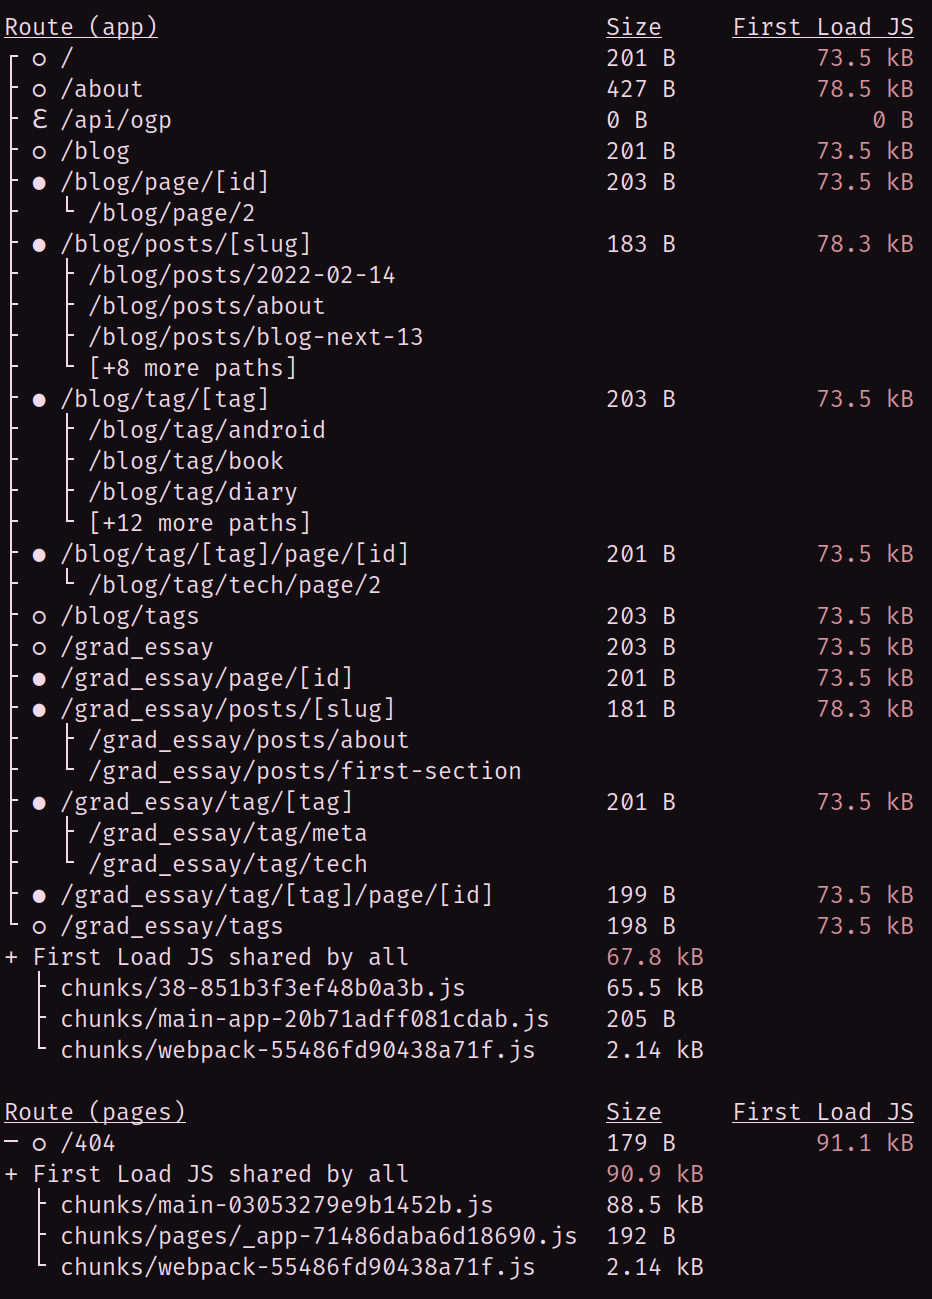 Route (app)                                Size     First Load JS
┌ ○ /                                      201 B          73.5 kB
├ ○ /about                                 427 B          78.5 kB
├ ℇ /api/ogp                               0 B                0 B
├ ○ /blog                                  201 B          73.5 kB
├ ● /blog/page/[id]                        203 B          73.5 kB
├   └ /blog/page/2
├ ● /blog/posts/[slug]                     183 B          78.3 kB
├   ├ /blog/posts/2022-02-14
├   ├ /blog/posts/about
├   ├ /blog/posts/blog-next-13
├   └ [+8 more paths]
├ ● /blog/tag/[tag]                        203 B          73.5 kB
├   ├ /blog/tag/android
├   ├ /blog/tag/book
├   ├ /blog/tag/diary
├   └ [+12 more paths]
├ ● /blog/tag/[tag]/page/[id]              201 B          73.5 kB
├   └ /blog/tag/tech/page/2
├ ○ /blog/tags                             203 B          73.5 kB
├ ○ /grad_essay                            203 B          73.5 kB
├ ● /grad_essay/page/[id]                  201 B          73.5 kB
├ ● /grad_essay/posts/[slug]               181 B          78.3 kB
├   ├ /grad_essay/posts/about
├   └ /grad_essay/posts/first-section
├ ● /grad_essay/tag/[tag]                  201 B          73.5 kB
├   ├ /grad_essay/tag/meta
├   └ /grad_essay/tag/tech
├ ● /grad_essay/tag/[tag]/page/[id]        199 B          73.5 kB
└ ○ /grad_essay/tags                       198 B          73.5 kB
+ First Load JS shared by all              67.8 kB
  ├ chunks/38-851b3f3ef48b0a3b.js          65.5 kB
  ├ chunks/main-app-20b71adff081cdab.js    205 B
  └ chunks/webpack-55486fd90438a71f.js     2.14 kB

Route (pages)                              Size     First Load JS
─ ○ /404                                   179 B          91.1 kB
+ First Load JS shared by all              90.9 kB
  ├ chunks/main-03053279e9b1452b.js        88.5 kB
  ├ chunks/pages/_app-71486daba6d18690.js  192 B
  └ chunks/webpack-55486fd90438a71f.js     2.14 kB